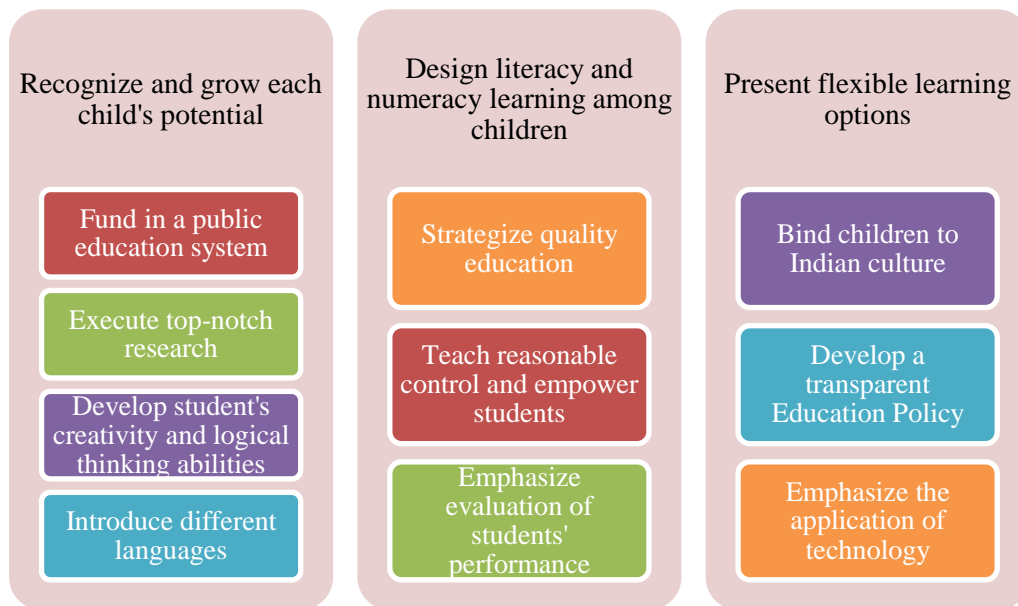 Recognize and grow each
child's potential
Fund in a public
education system
Execute top-notch
research
Develop student's
creativity and logical
thinking abilities
Introduce different
languages
Design literacy and
numeracy learning among
children
Strategize quality
education
Teach reasonable
control and empower
students
Emphasize
evaluation of
students'
performance
Present flexible learning
options
Bind children to
Indian culture
Develop a
transparent
Education Policy
Emphasize the
application of
technology